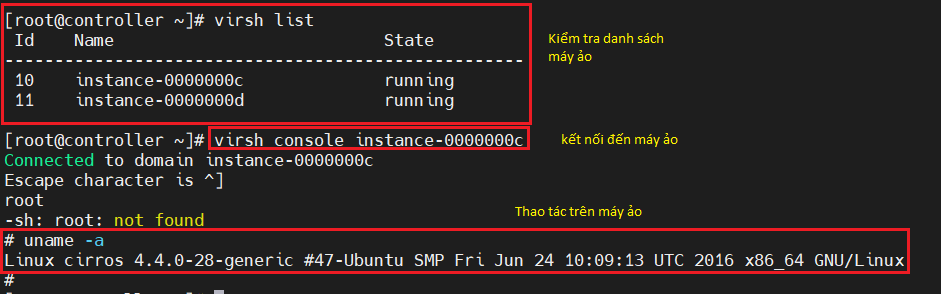 [root@controller ~]# virsh list
Id Name State
----------------------------------------------------
10 instance-0000000c running
11 instance-0000000d running
Kiểm tra danh sách
máy ảo
[root@controller ~]# virsh console instance-0000000c
kết nối đến máy ảo
Connected to domain instance-0000000c
Escape character is ^]
root
-sh: root: not found
Thao tác trên máy ảo
# uname -a
Linux cirros 4.4.0-28-generic #47-Ubuntu SMP Fri Jun 24 10:09:13 UTC 2016 x86_64 GNU/Linux
#